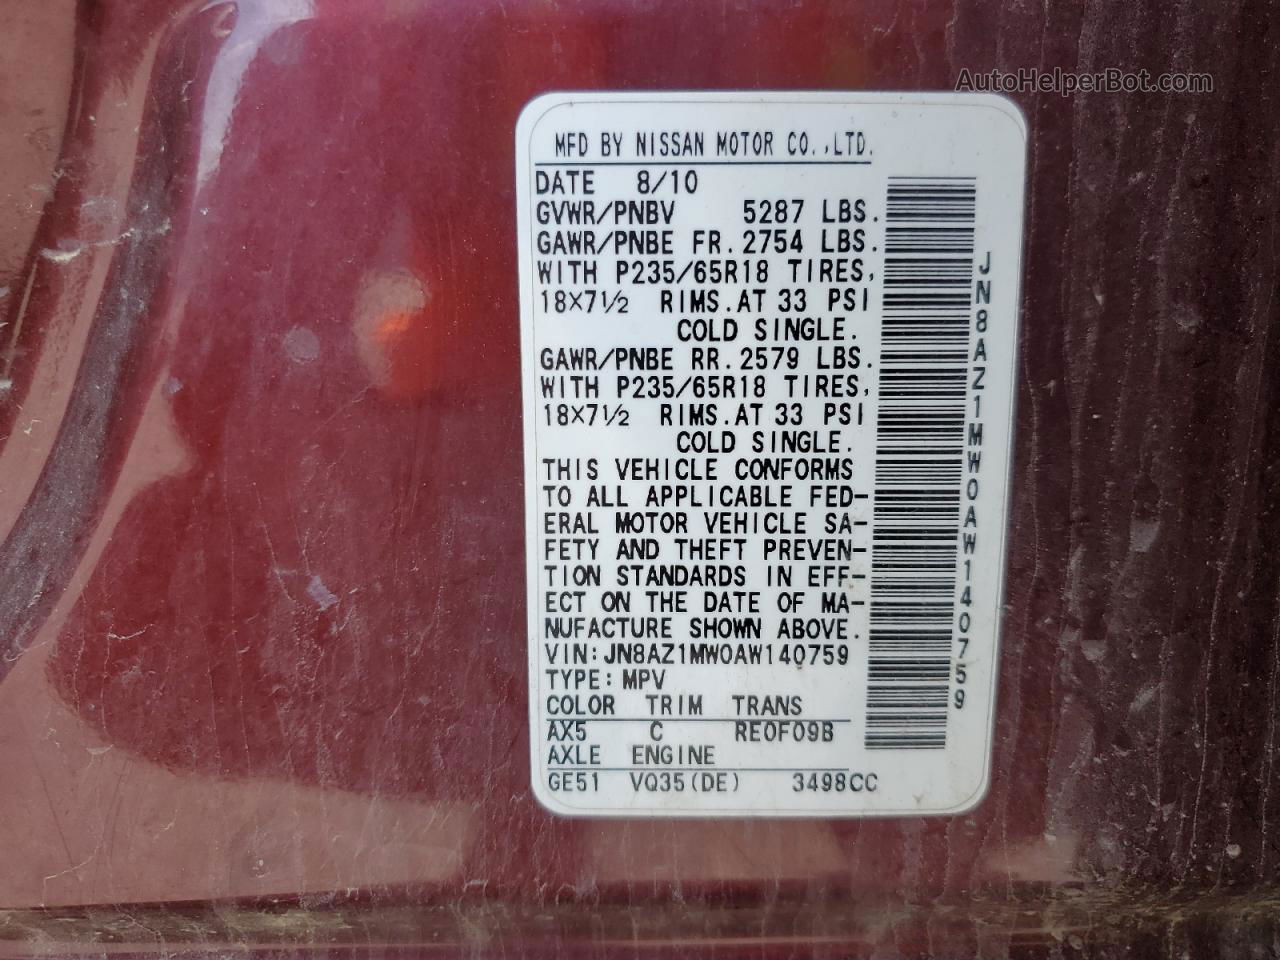 AutoHelperBot.com
MFD BY NISSAN MOTOR CO.,LTD.
DATE 8/10
GVWR/PNBV 5287 LBS.
GAWR/PNBE FR. 2754 LBS.
WITH P235/65R18 TIRES,
18×7½ RIMS. AT 33 PSI
COLD SINGLE.
GAWR/PNBE RR. 2579 LBS.
WITH P235/65R18 TIRES,
18×7½ RIMS. AT 33 PSI
COLD SINGLE.
THIS VEHICLE CONFORMS
TO ALL APPLICABLE FED-
ERAL MOTOR VEHICLE SA-
FETY AND THEFT PREVEN-
TION STANDARDS IN EFF-
ECT ON THE DATE OF MA-
NUFACTURE SHOWN ABOVE.
VIN:JN8AZ1MW0AW140759
TYPE: MPV
COLOR TRIM TRANS
AX5 C RE0F09B
AXLE ENGINE
GE51 VQ35(DE) 3498CC
JN8AZ1MW0AW140759